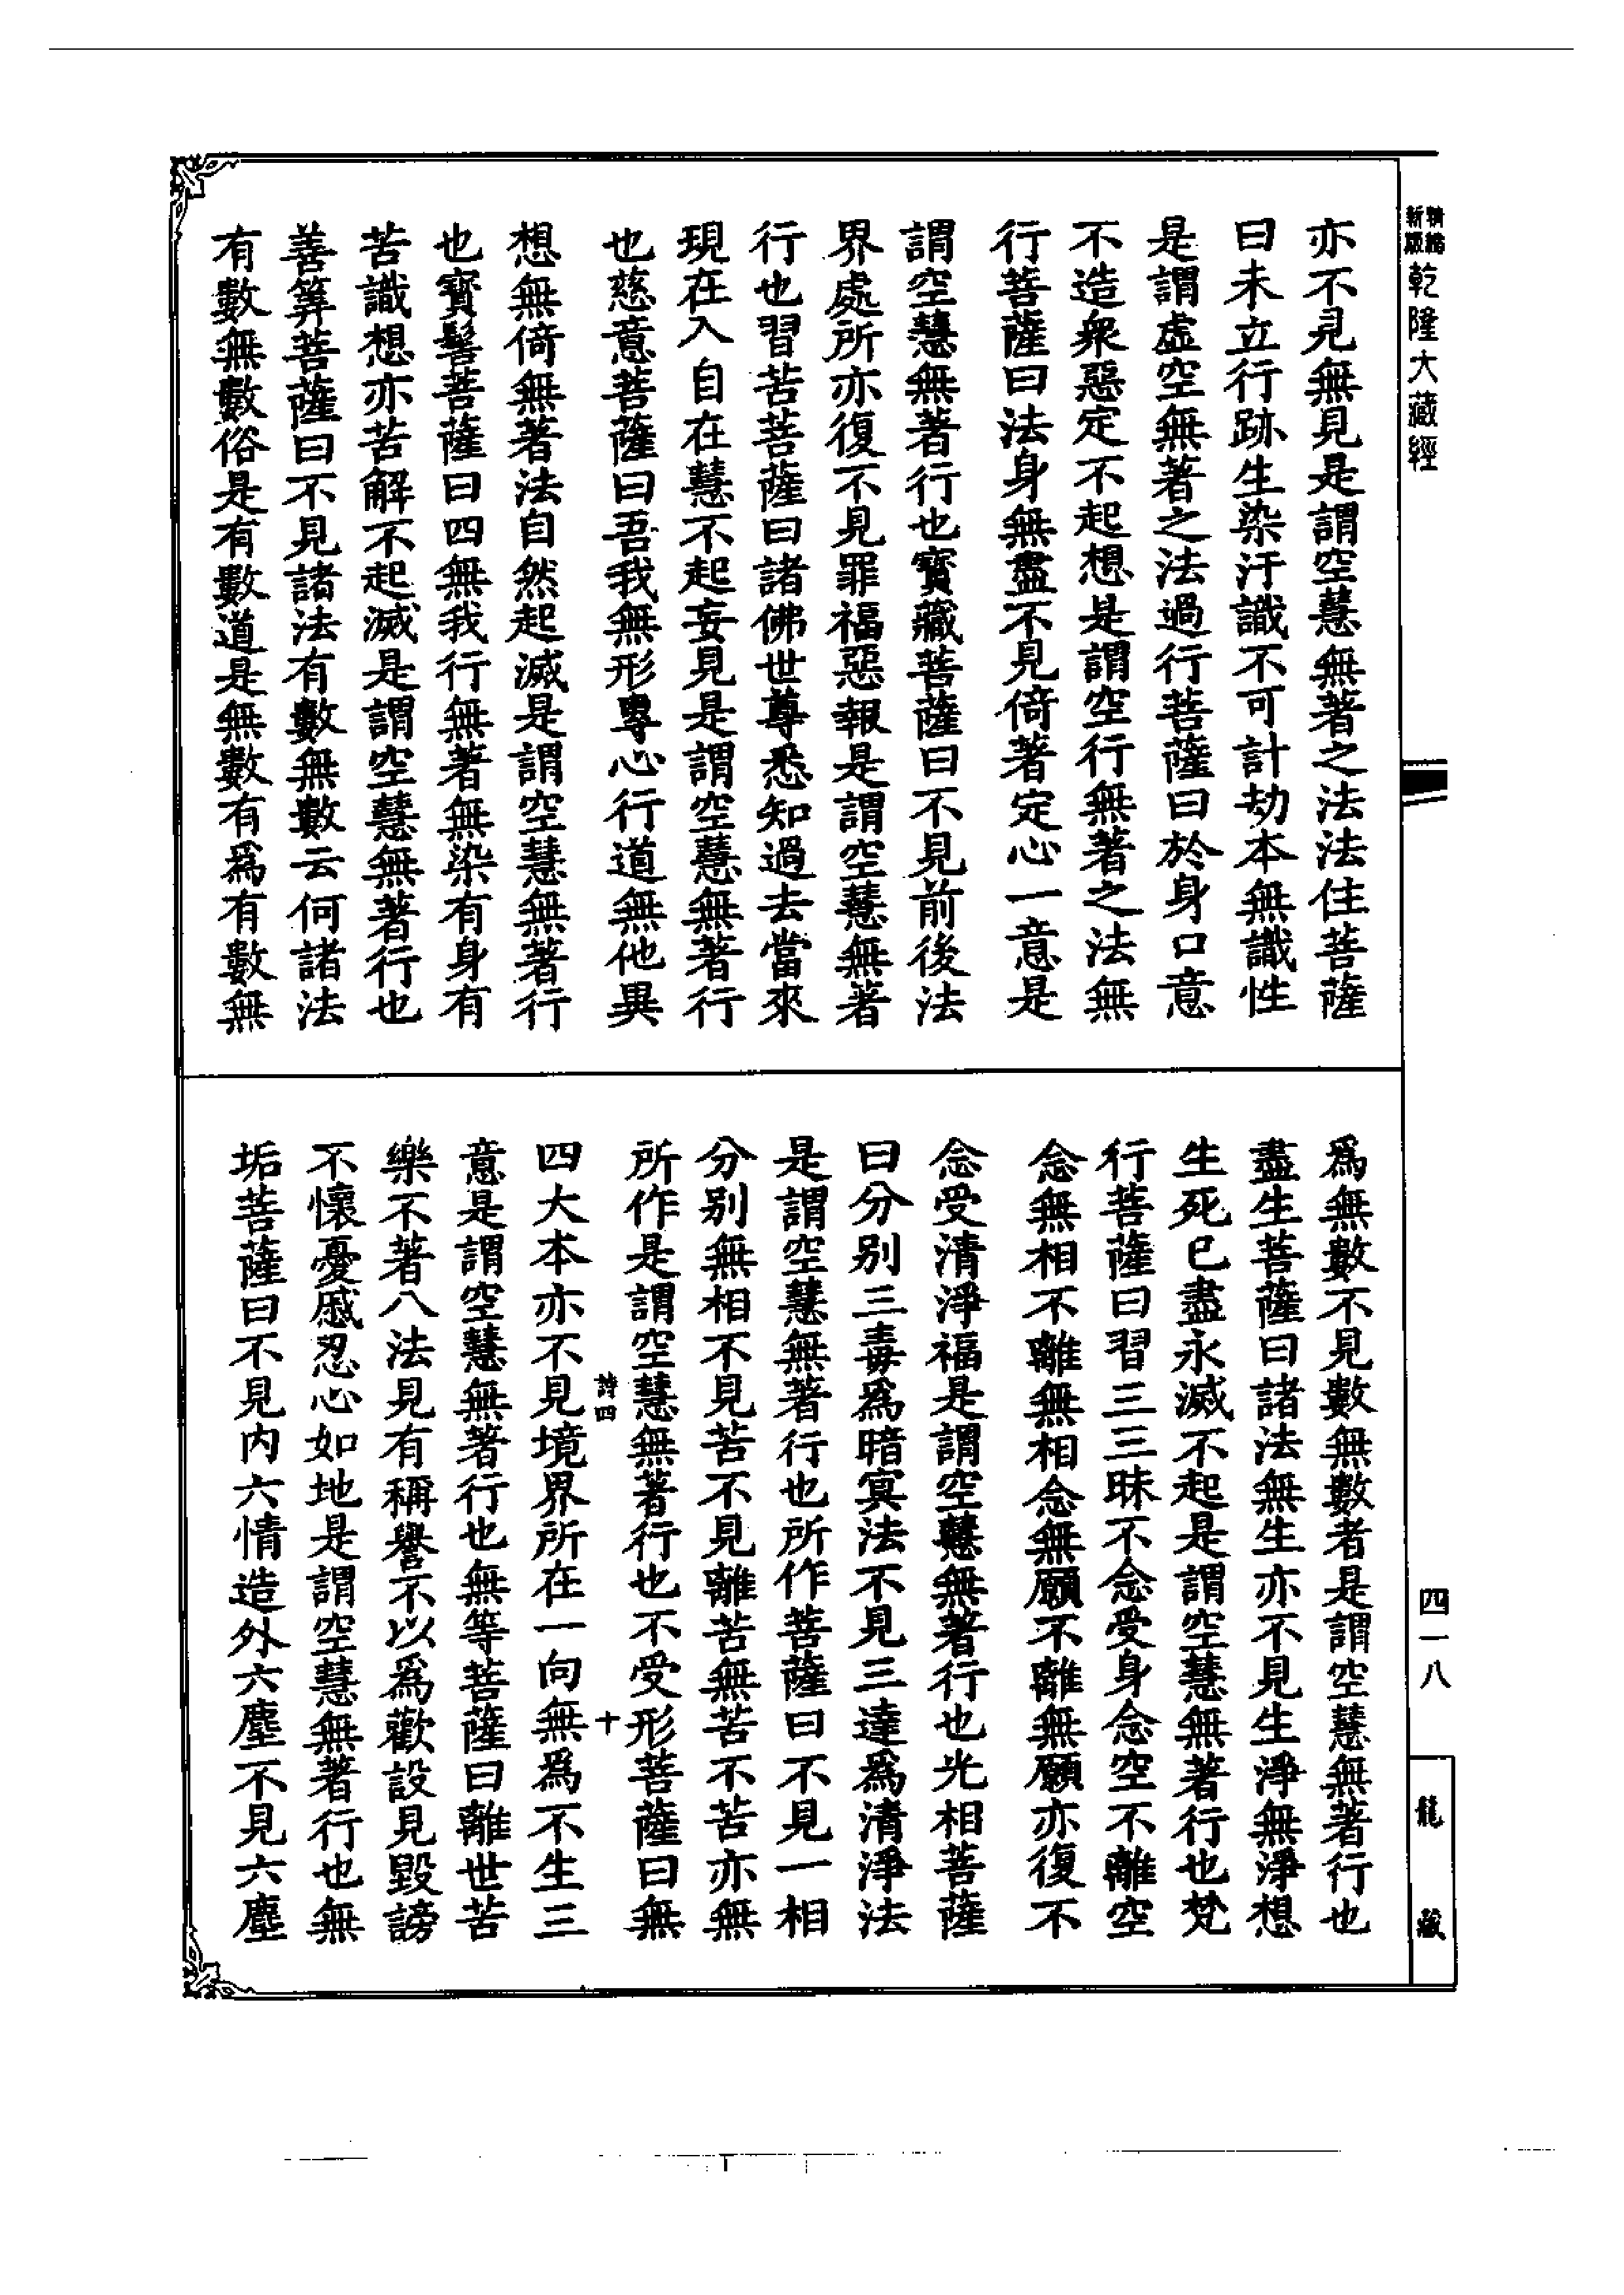 新版
精縮
乾隆大藏經
亦不見無見是謂空慧無著之法法住菩薩
曰未立行跡生染汙識不可計劫本無識性
是謂虛空無著之法過行菩薩曰於身口意
不造衆惡定不起想是謂空行無著之法無
行菩薩曰法身無盡不見倚著定心一意是
謂空慧無著行也寶藏菩薩曰不見前後法
界處所亦復不見罪福惡報是謂空慧無著
行也習苦菩薩曰諸佛世尊悉知過去當來
現在入自在慧不起妄見是謂空慧無著行
也慈意菩薩曰吾我無形專心行道無他異
想無倚無著法自然起滅是謂空慧無著行
也寶髻菩薩曰四無我行無著無染有身有
苦識想亦苦解不起滅是謂空慧無著行也
善筭菩薩曰不見諸法有數無數云何諸法
有數無數俗是有數道是無數有爲有數無
爲無數不見數無數者是謂空慧無著行也
盡生菩薩曰諸法無生亦不見生淨無淨想
生死已盡永滅不起是謂空慧無著行也梵
行菩薩曰習三三昧不念受身念空不離空
念無相不離無相念無願不離無願亦復不
念受清淨福是謂空慧無著行也光相菩薩
曰分別三毒爲暗冥法不見三達爲清淨法
是謂空慧無著行也所作菩薩曰不見一相
分別無相不見苦不見離苦無苦不苦亦無
所作是謂空慧無著行也不受形菩薩曰無
詩四 十
四大本亦不見境界所在一向無爲不生三
意是謂空慧無著行也無等菩薩曰離世苦
樂不著八法見有稱譽不以爲歡設見毀謗
不懷憂慼忍心如地是謂空慧無著行也無
垢菩薩曰不見内六情造外六塵不見六塵
四一八
龍藏